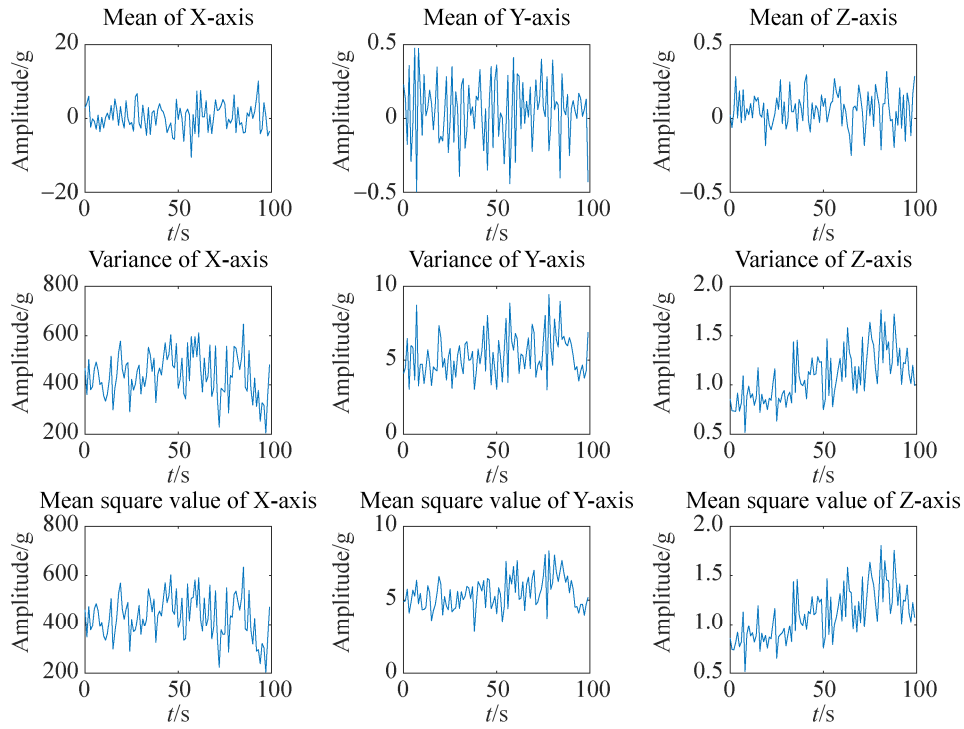 Mean of X-axis
Mean of Y-axis
Mean of Z-axis
Amplitude/g
20
0
−20
0
50
100
t/s
Amplitude/g
0.5
0
−0.5
0
50
100
t/s
Amplitude/g
0.5
0
−0.5
0
50
100
t/s
Variance of X-axis
Variance of Y-axis
Variance of Z-axis
Amplitude/g
800
600
400
200
0
50
100
t/s
Amplitude/g
10
5
0
0
50
100
t/s
Amplitude/g
2.0
1.5
1.0
0.5
0
50
100
t/s
Mean square value of X-axis
Mean square value of Y-axis
Mean square value of Z-axis
Amplitude/g
800
600
400
200
0
50
100
t/s
Amplitude/g
10
5
0
0
50
100
t/s
Amplitude/g
2.0
1.5
1.0
0.5
0
50
100
t/s